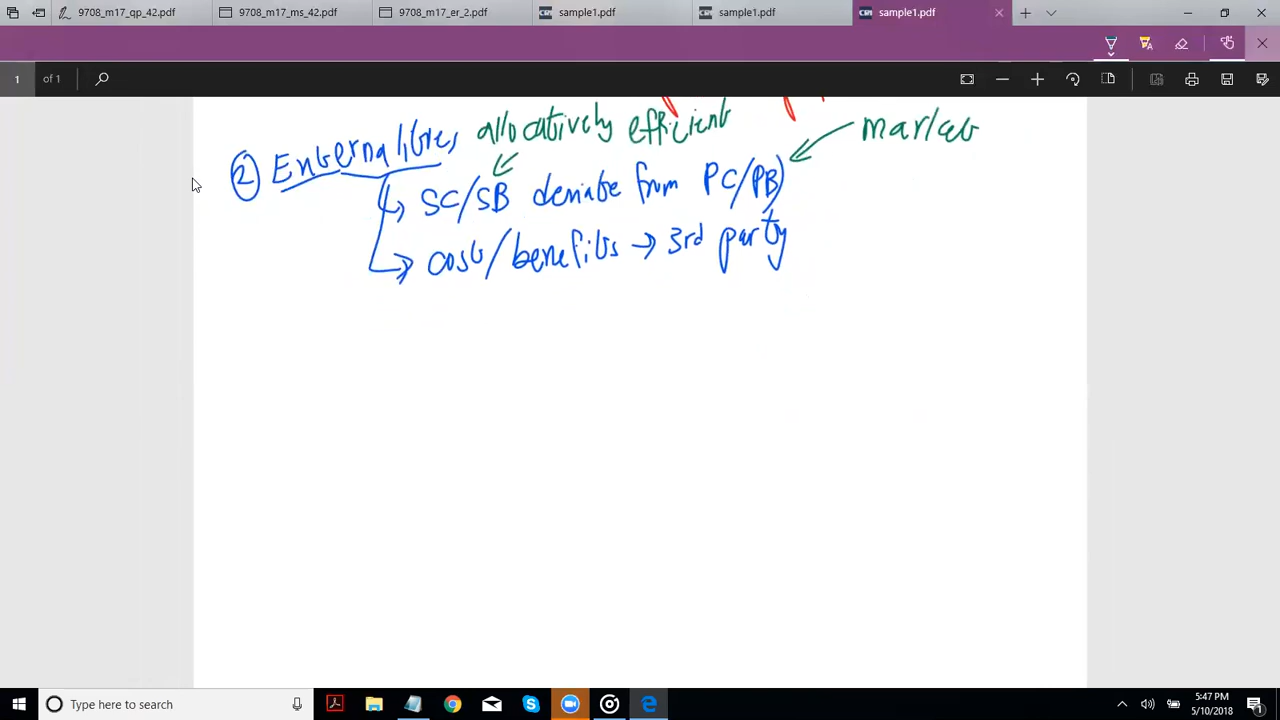 9708_m17_qp_42.pdf 9708_m17_ms_42.pdf 9708_m17_er_2.pdf sample1.pdf sample1.pdf sample1.pdf
1 of 1
allocatively efficient market
② Externalities
SC/SB deviate from PC/PB)
cost/benefits → 3rd party
Type here to search
5:47 PM
5/10/2018
1